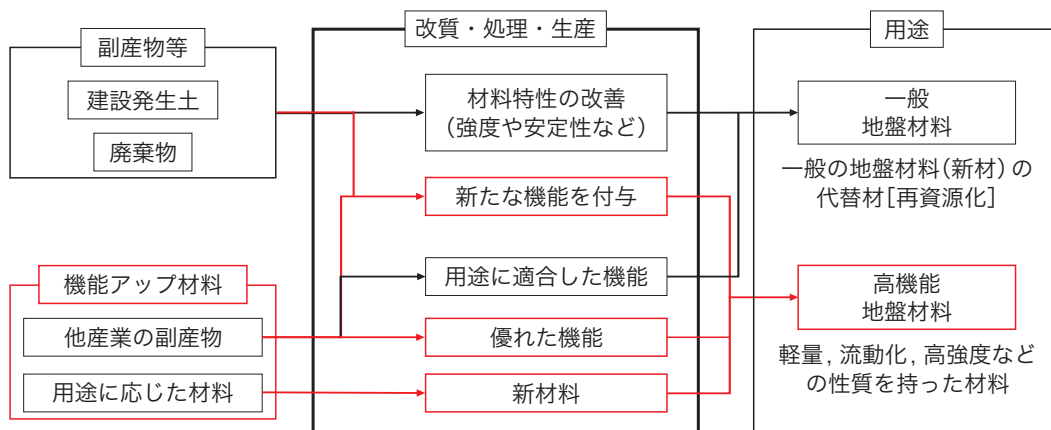 副産物等
建設発生土
廃棄物
機能アップ材料
他産業の副産物
用途に応じた材料
改質・処理・生産
材料特性の改善
（強度や安定性など）
新たな機能を付与
用途に適合した機能
優れた機能
新材料
用途
一般
地盤材料
一般の地盤材料（新材）の
代替材［再資源化］
高機能
地盤材料
軽量，流動化，高強度など
の性質を持った材料